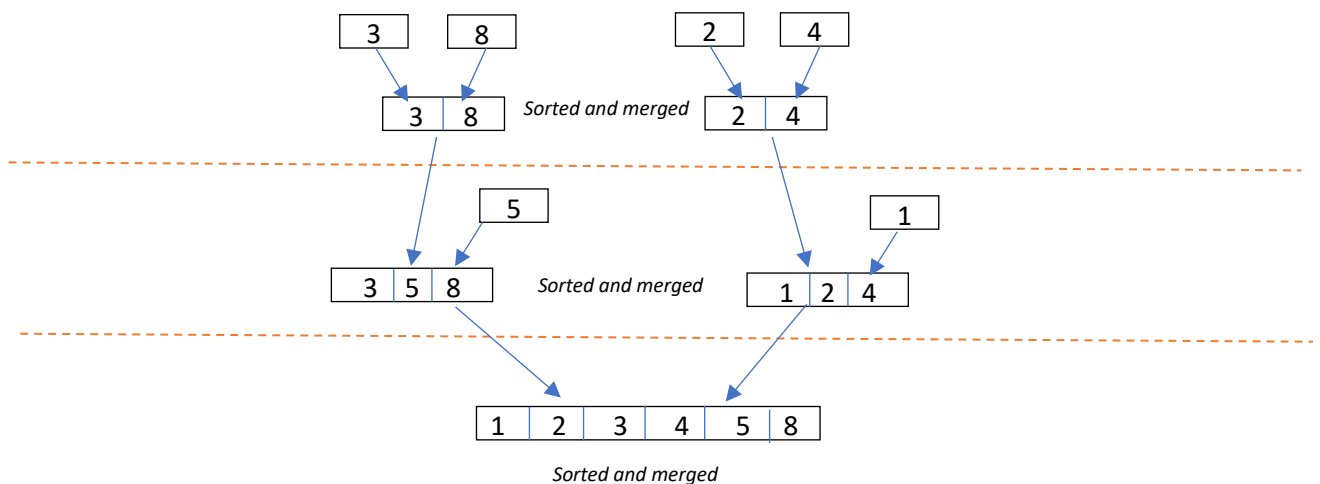 3 8 2 4
3 8 Sorted and merged 2 4
5 1
3 5 8 Sorted and merged 1 2 4
1 2 3 4 5 8
Sorted and merged